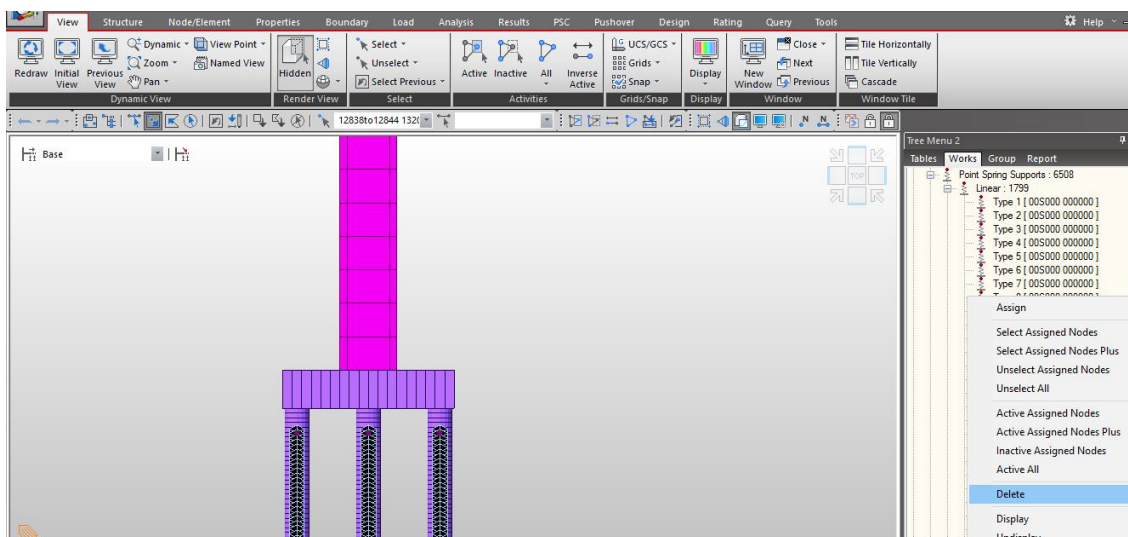 View Structure Node/Element Properties Boundary Load Analysis Results PSC Pushover Design Rating Query Tools Help
Redraw Initial View Previous View Dynamic Zoom Pan View Point Named View
Dynamic View
Hidden
Render View
Select
Unselect
Select Previous
Select
Active Inactive All Inverse Active
Activities
UCS/GCS
Grids
Snap
Grids/Snap
Display
Display
New Window Close Next Previous
Window
Tile Horizontally
Tile Vertically
Cascade
Window Tile
12838to12844 132(
Base
TOP
Tree Menu 2
Tables Works Group Report
Point Spring Supports : 6508
Linear : 1799
Type 1 [ 00S000 000000 ]
Type 2 [ 00S000 000000 ]
Type 3 [ 00S000 000000 ]
Type 4 [ 00S000 000000 ]
Type 5 [ 00S000 000000 ]
Type 6 [ 00S000 000000 ]
Type 7 [ 00S000 000000 ]
Assign
Select Assigned Nodes
Select Assigned Nodes Plus
Unselect Assigned Nodes
Unselect All
Active Assigned Nodes
Active Assigned Nodes Plus
Inactive Assigned Nodes
Active All
Delete
Display